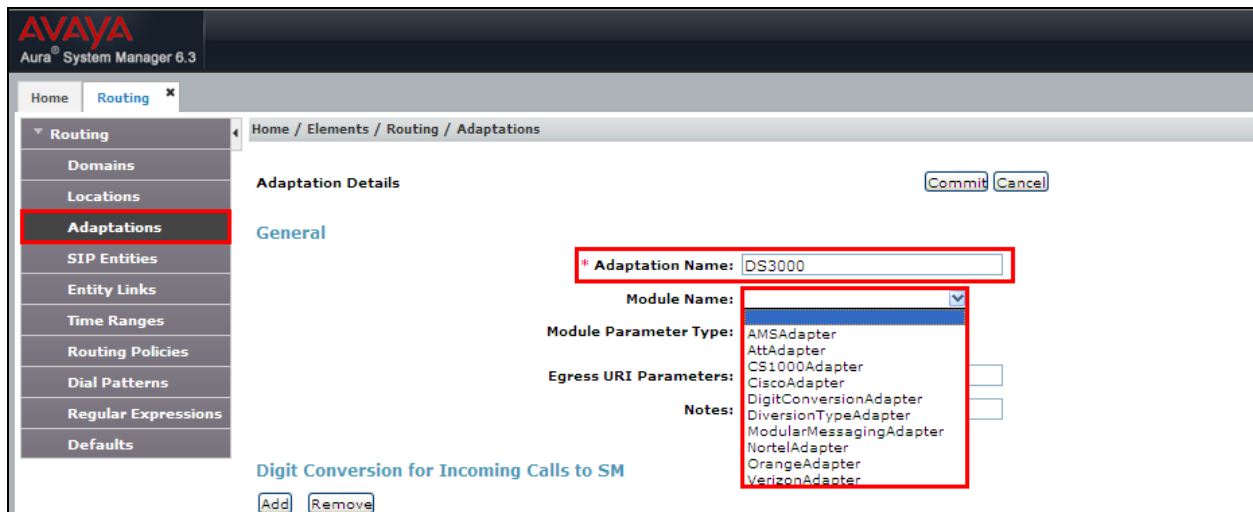 AVAYA
Aura® System Manager 6.3
Home
Routing ×
Routing
Domains
Locations
Adaptations
SIP Entities
Entity Links
Time Ranges
Routing Policies
Dial Patterns
Regular Expressions
Defaults
Home / Elements / Routing / Adaptations
Adaptation Details
Commit Cancel
General
* Adaptation Name: DS3000
Module Name:
Module Parameter Type:
Egress URI Parameters:
Notes:
AMSAdapter
AttAdapter
CS1000Adapter
CiscoAdapter
DigitConversionAdapter
DiversionTypeAdapter
ModularMessagingAdapter
NortelAdapter
OrangeAdapter
VerizonAdapter
Digit Conversion for Incoming Calls to SM
Add Remove